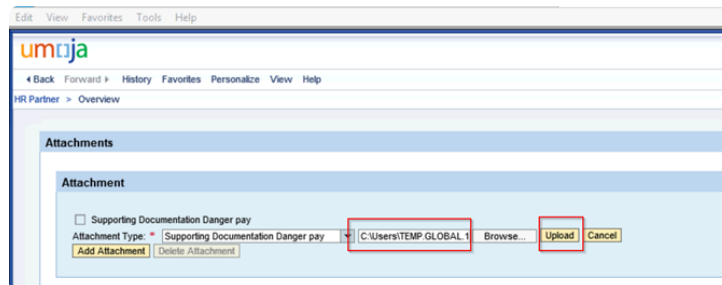 Edit View Favorites Tools Help
umoja
Back Forward History Favorites Personalize View Help
HR Partner > Overview
Attachments
Attachment
Supporting Documentation Danger pay
Attachment Type: * Supporting Documentation Danger pay C:\Users\TEMP.GLOBAL.1 Browse... Upload Cancel
Add Attachment Delete Attachment